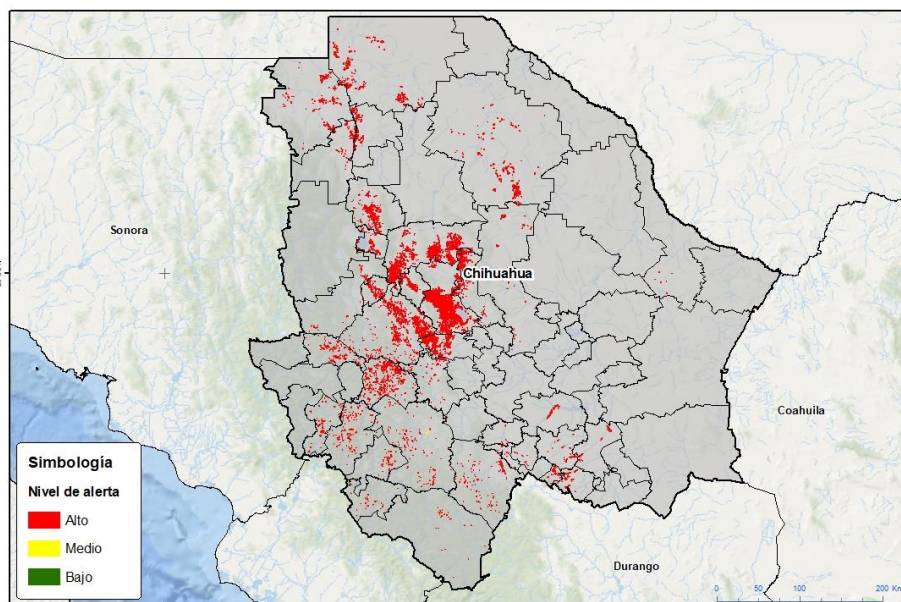 Sonora
Chihuahua
Coahuila
Simbología
Nivel de alerta
Alto
Medio
Bajo
Durango
0 50 100 200 Km